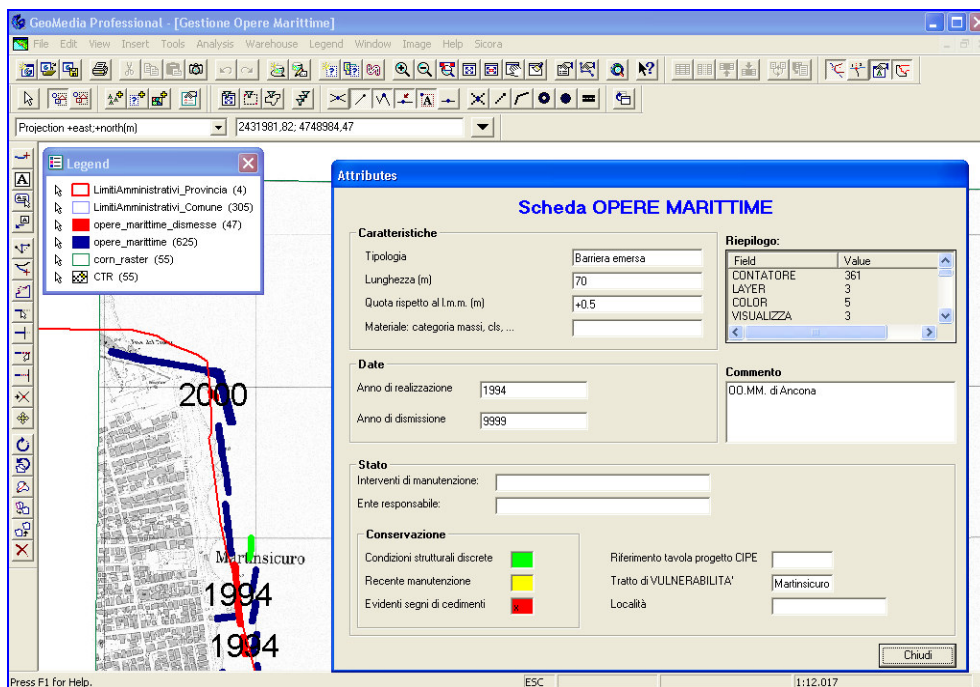 GeoMedia Professional - [Gestione Opere Marittime]
File Edit View Insert Tools Analysis Warehouse Legend Window Image Help Sicora
Projection +east;+north(m) 2431981,82; 4748984,47
Legend
LimitiAmministrativi_Provincia (4)
LimitiAmministrativi_Comune (305)
opere_marittime_dismesse (47)
opere_marittime (625)
corn_raster (55)
CTR (55)
2000
Martinsicuro
1994
1994
Attributes
Scheda OPERE MARITTIME
Caratteristiche
Tipologia Barriera emersa
Lunghezza (m) 70
Quota rispetto al l.m.m. (m) +0.5
Materiale: categoria massi, cls, ...
Riepilogo:
Field Value
CONTATORE 361
LAYER 3
COLOR 5
VISUALIZZA 3
Date
Anno di realizzazione 1994
Anno di dismissione 9999
Commento
OO.MM. di Ancona
Stato
Interventi di manutenzione:
Ente responsabile:
Conservazione
Condizioni strutturali discrete
Recente manutenzione
Evidenti segni di cedimenti x
Riferimento tavola progetto CIPE
Tratto di VULNERABILITA' Martinsicuro
Località
Chiudi
Press F1 for Help. ESC 1:12.017